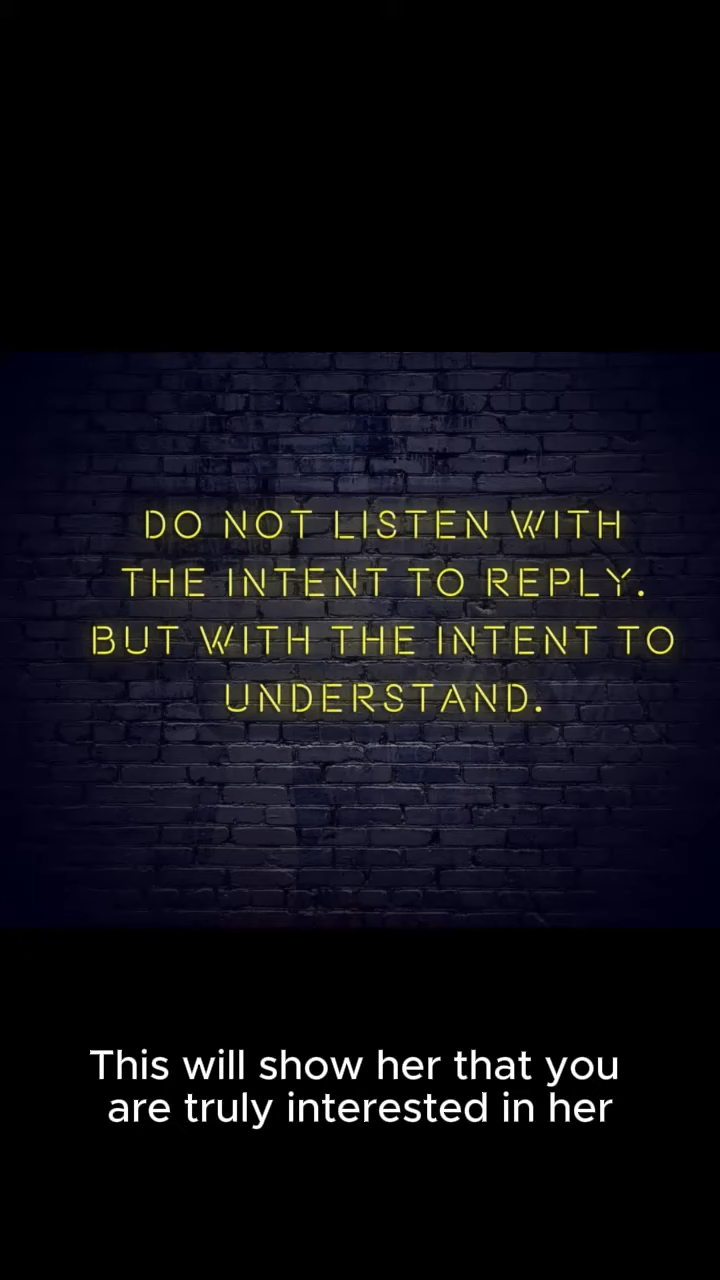 DO NOT LISTEN WITH
THE INTENT TO REPLY.
BUT WITH THE INTENT TO
UNDERSTAND.
This will show her that you
are truly interested in her